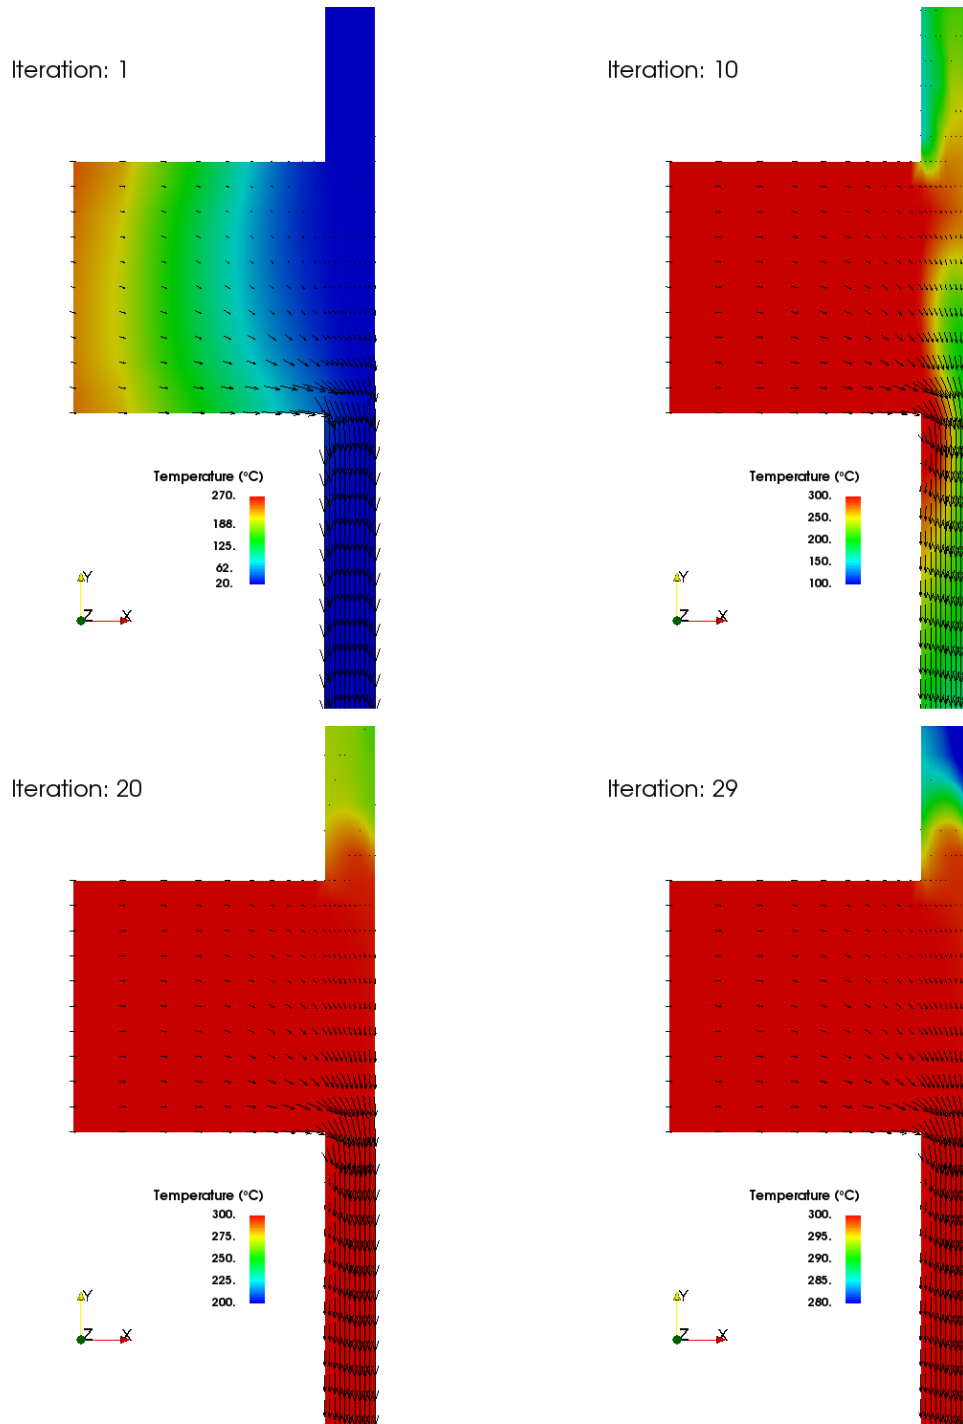 Iteration: 1
Temperature (°C)
270.
188.
125.
62.
20.
Y
Z
X
Iteration: 10
Temperature (°C)
300.
250.
200.
150.
100.
Y
Z
X
Iteration: 20
Temperature (°C)
300.
275.
250.
225.
200.
Y
Z
X
Iteration: 29
Temperature (°C)
300.
295.
290.
285.
280.
Y
Z
X